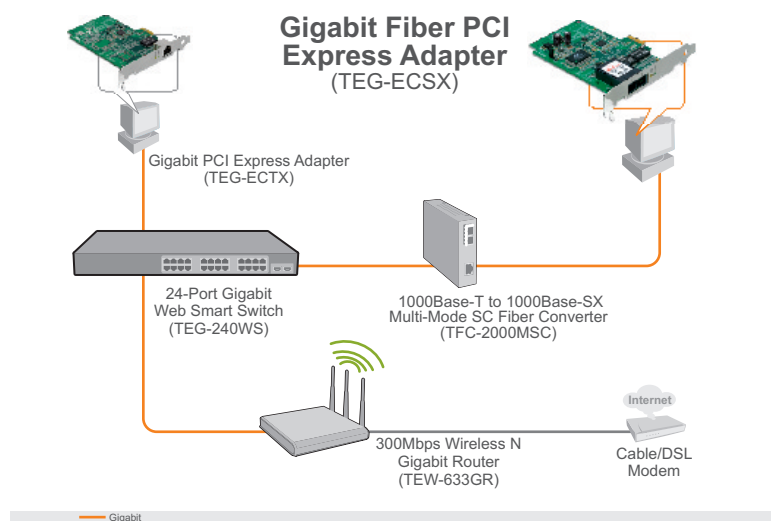 Gigabit Fiber PCI
Express Adapter
(TEG-ECSX)
Gigabit PCI Express Adapter
(TEG-ECTX)
24-Port Gigabit
Web Smart Switch
(TEG-240WS)
1000Base-T to 1000Base-SX
Multi-Mode SC Fiber Converter
(TFC-2000MSC)
Internet
300Mbps Wireless N
Gigabit Router
(TEW-633GR)
Cable/DSL
Modem
Gigabit